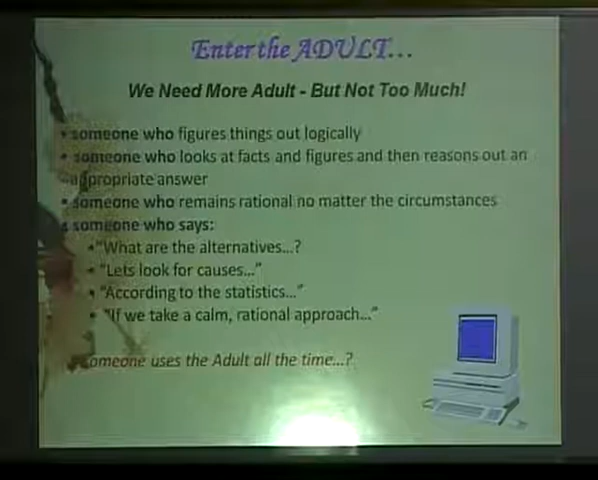 Enter the ADULT...
We Need More Adult - But Not Too Much!
• someone who figures things out logically
• someone who looks at facts and figures and then reasons out an
appropriate answer
• someone who remains rational no matter the circumstances
• someone who says:
• "What are the alternatives...?
• "Lets look for causes..."
• "According to the statistics..."
• "If we take a calm, rational approach..."
Someone uses the Adult all the time...?